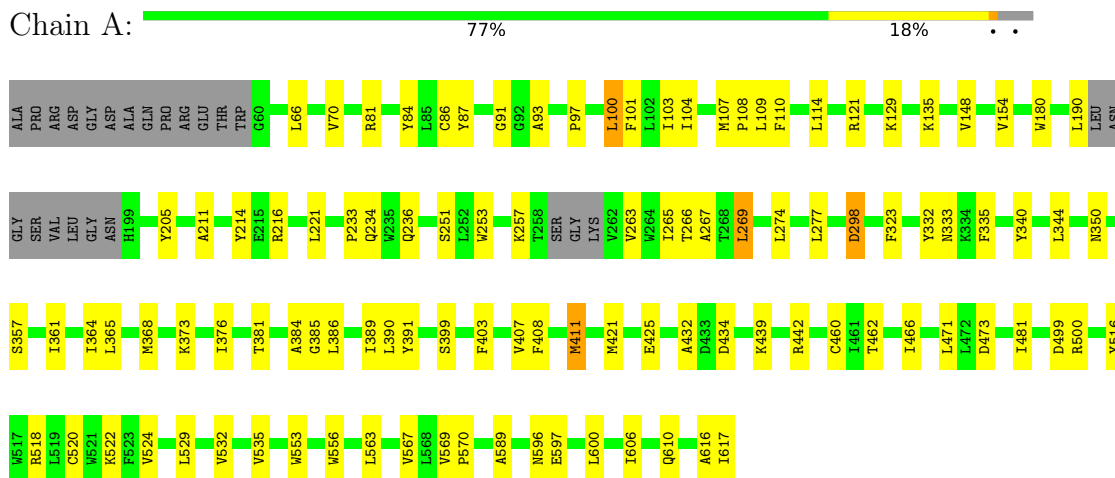 Chain A:
77% 18% • •
ALA PRO ARG ASP GLY ASP ASP ALA GLN PRO ARG GLU THR TRP G60 L66 V70 R81 Y84 L85 C86 Y87 G91 G92 A93 P97 L100 F101 L102 I103 I104 M107 P108 L109 F110 L114 R121 K129 K135 V148 V154 W180 L190 LEU ASN
GLY SER VAL LEU GLY ASN H199 Y205 A211 Y214 E215 R216 L221 P233 Q234 W235 Q236 S251 L252 W253 K257 T258 SER GLY LYS V262 V263 W264 I265 T266 A267 T268 L269 L274 L277 D298 F323 Y332 N333 K334 F335 Y340 L344 N350
S357 I361 I364 L365 M368 K373 I376 T381 A384 G385 L386 I389 L390 Y391 S399 F403 V407 F408 M411 M421 E425 A432 D433 D434 K439 R442 C460 I461 T462 I466 L471 L472 D473 I481 D499 R500
W517 R518 L519 C520 W521 K522 F523 V524 L529 V532 V535 W553 W556 L563 V567 L568 V569 P570 A589 N596 E597 L600 I606 Q610 A616 I617